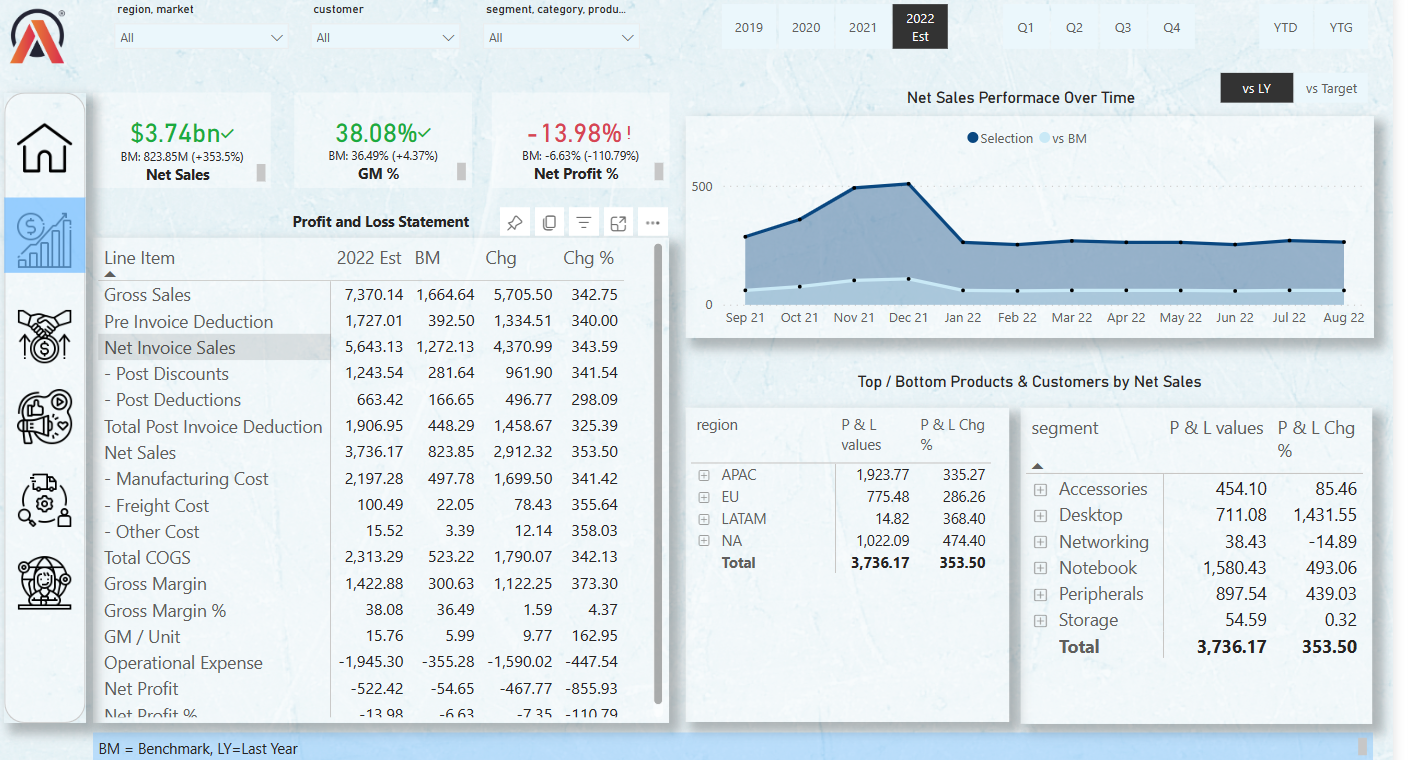 region, market
customer
segment, category, produ...
All
All
All
2019 2020 2021 2022 Est
Q1 Q2 Q3 Q4
YTD YTG
vs LY vs Target
$3.74bn
BM: 823.85M (+353.5%)
Net Sales
38.08%
BM: 36.49% (+4.37%)
GM %
-13.98% !
BM: -6.63% (-110.79%)
Net Profit %
Net Sales Performace Over Time
Selection vs BM
500
0
Sep 21 Oct 21 Nov 21 Dec 21 Jan 22 Feb 22 Mar 22 Apr 22 May 22 Jun 22 Jul 22 Aug 22
Profit and Loss Statement
Line Item 2022 Est BM Chg Chg %
Gross Sales 7,370.14 1,664.64 5,705.50 342.75
Pre Invoice Deduction 1,727.01 392.50 1,334.51 340.00
Net Invoice Sales 5,643.13 1,272.13 4,370.99 343.59
- Post Discounts 1,243.54 281.64 961.90 341.54
- Post Deductions 663.42 166.65 496.77 298.09
Total Post Invoice Deduction 1,906.95 448.29 1,458.67 325.39
Net Sales 3,736.17 823.85 2,912.32 353.50
- Manufacturing Cost 2,197.28 497.78 1,699.50 341.42
- Freight Cost 100.49 22.05 78.43 355.64
- Other Cost 15.52 3.39 12.14 358.03
Total COGS 2,313.29 523.22 1,790.07 342.13
Gross Margin 1,422.88 300.63 1,122.25 373.30
Gross Margin % 38.08 36.49 1.59 4.37
GM / Unit 15.76 5.99 9.77 162.95
Operational Expense -1,945.30 -355.28 -1,590.02 -447.54
Net Profit -522.42 -54.65 -467.77 -855.93
Net Profit % -13.98 -6.63 -7.35 -110.79
Top / Bottom Products & Customers by Net Sales
region P & L values P & L Chg %
APAC 1,923.77 335.27
EU 775.48 286.26
LATAM 14.82 368.40
NA 1,022.09 474.40
Total 3,736.17 353.50
segment P & L values P & L Chg %
Accessories 454.10 85.46
Desktop 711.08 1,431.55
Networking 38.43 -14.89
Notebook 1,580.43 493.06
Peripherals 897.54 439.03
Storage 54.59 0.32
Total 3,736.17 353.50
BM = Benchmark, LY=Last Year